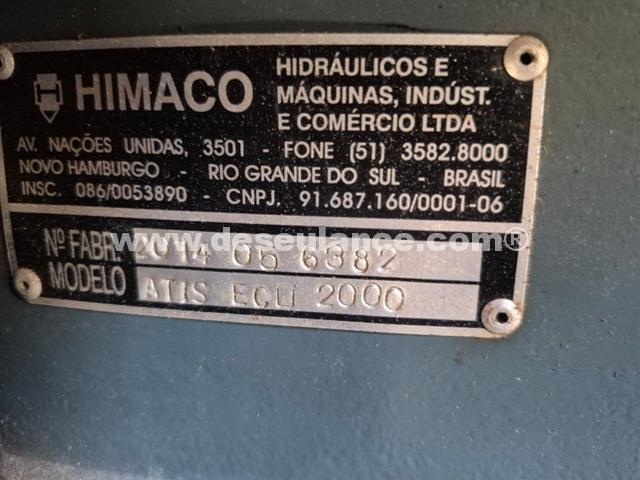 HIMACO
HIDRÁULICOS E
MÁQUINAS, INDÚST.
E COMÉRCIO LTDA
AV. NAÇÕES UNIDAS, 3501 - FONE (51) 3582.8000
NOVO HAMBURGO - RIO GRANDE DO SUL - BRASIL
INSC. 086/0053890 - CNPJ. 91.687.160/0001-06
Nº FABR. 2014 05 6382
www.deseulance.com®
MODELO ATIS ECU 2000